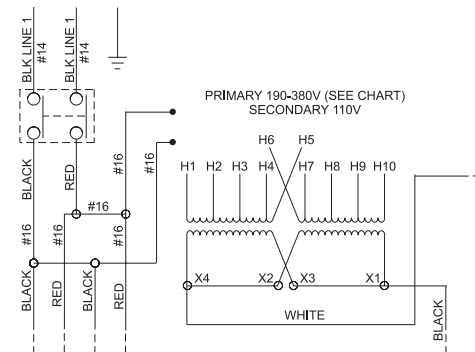 BLK LINE 1
#14
BLK LINE 1
#14
PRIMARY 190-380V (SEE CHART)
SECONDARY 110V
H6 H5
H1 H2 H3 H4 H7 H8 H9 H10
BLACK
RED
#16
#16
#16
#16
#16
#16
X4 X2 X3 X1
BLACK
RED
BLACK
RED
WHITE
BLACK